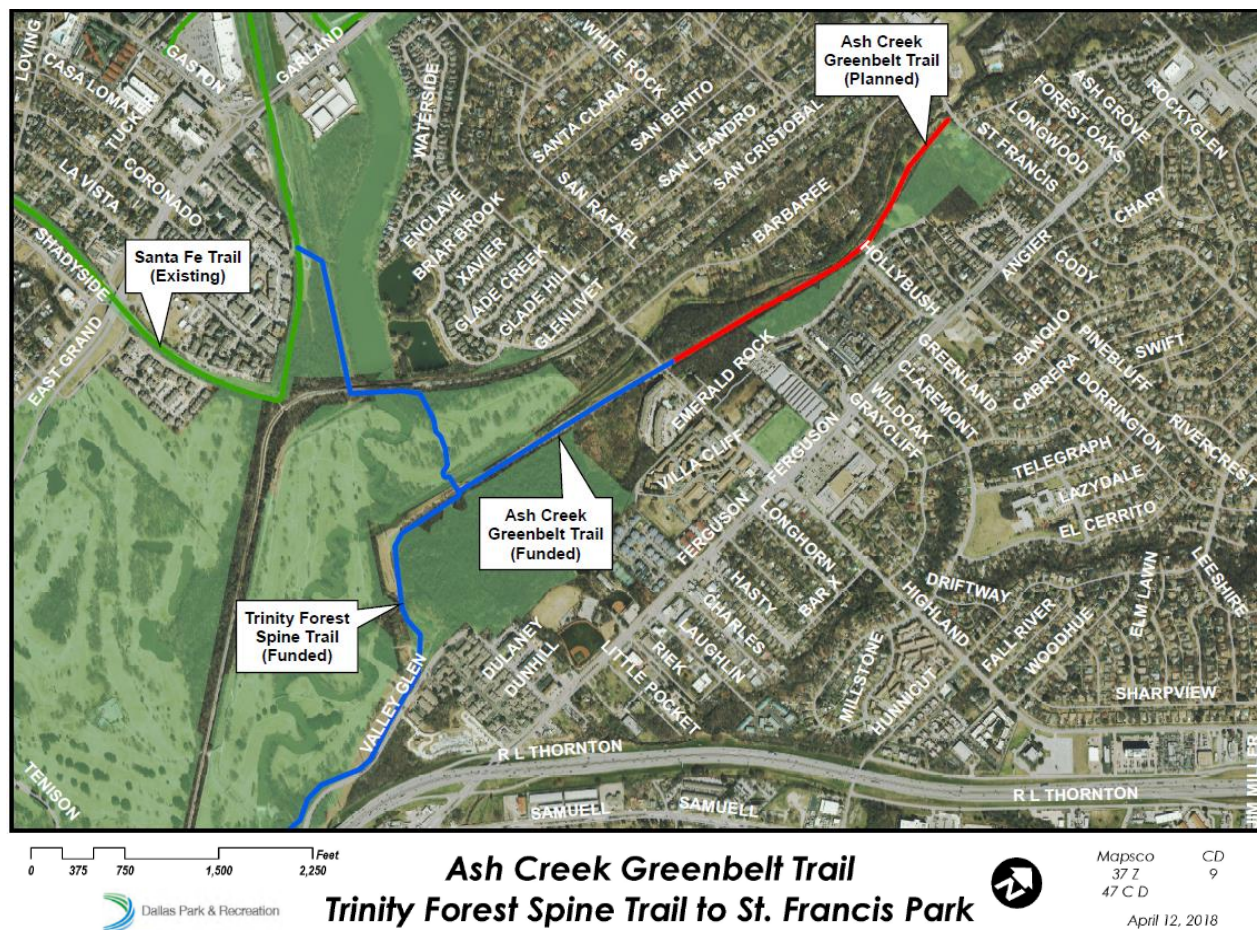 LOVING
CASA LOMA
TUCKER
GASTON
GARLAND
WATERSIDE
WHITE ROCK
SANTA CLARA
SAN BENITO
SAN LEANDRO
SAN CRISTOBAL
Ash Creek
Greenbelt Trail
(Planned)
ASH GROVE
FOREST OAKS
LONGWOOD
ST FRANCIS
ROCKYGLEN
LA VISTA
CORONADO
SHADYSIDE
Santa Fe Trail
(Existing)
ENCLAVE
BRIAR BROOK
XAVIER
GLADE CREEK
GLADE HILL
GLENLIVET
SAN RAFAEL
BARBAREE
CHART
ANGIER
CODY
TOLLYBUSH
EAST GRAND
EMERALD ROCK
GREENLAND
CLAREMONT
WILDOAK
GRAYCLIFF
BANQUO
CABRERA
PINEBLUFF
DORRINGTON
SWIFT
RIVERCREST
VILLA CLIFF
FERGUSON
FERGUSON
TELEGRAPH
LAZYDALE
EL CERRITO
Ash Creek
Greenbelt Trail
(Funded)
LONGHORN
HASTY
BAR X
CHARLES
LAUGHLIN
RIEK
LITTLE POCKET
HIGHLAND
DRIFTWAY
FALL RIVER
WOODHUE
ELM LAWN
LEESHIRE
Trinity Forest
Spine Trail
(Funded)
DULANEY
DUNHILL
VALLEY GLEN
MILLSTONE
HUNNICUT
SHARPVIEW
TENISON
R L THORNTON
R L THORNTON
SAMUELL
SAMUELL
JIM MILLER
0 375 750 1,500 2,250 Feet
Dallas Park & Recreation
Ash Creek Greenbelt Trail
Trinity Forest Spine Trail to St. Francis Park
N
Mapsco CD
37 Z 9
47 C D
April 12, 2018